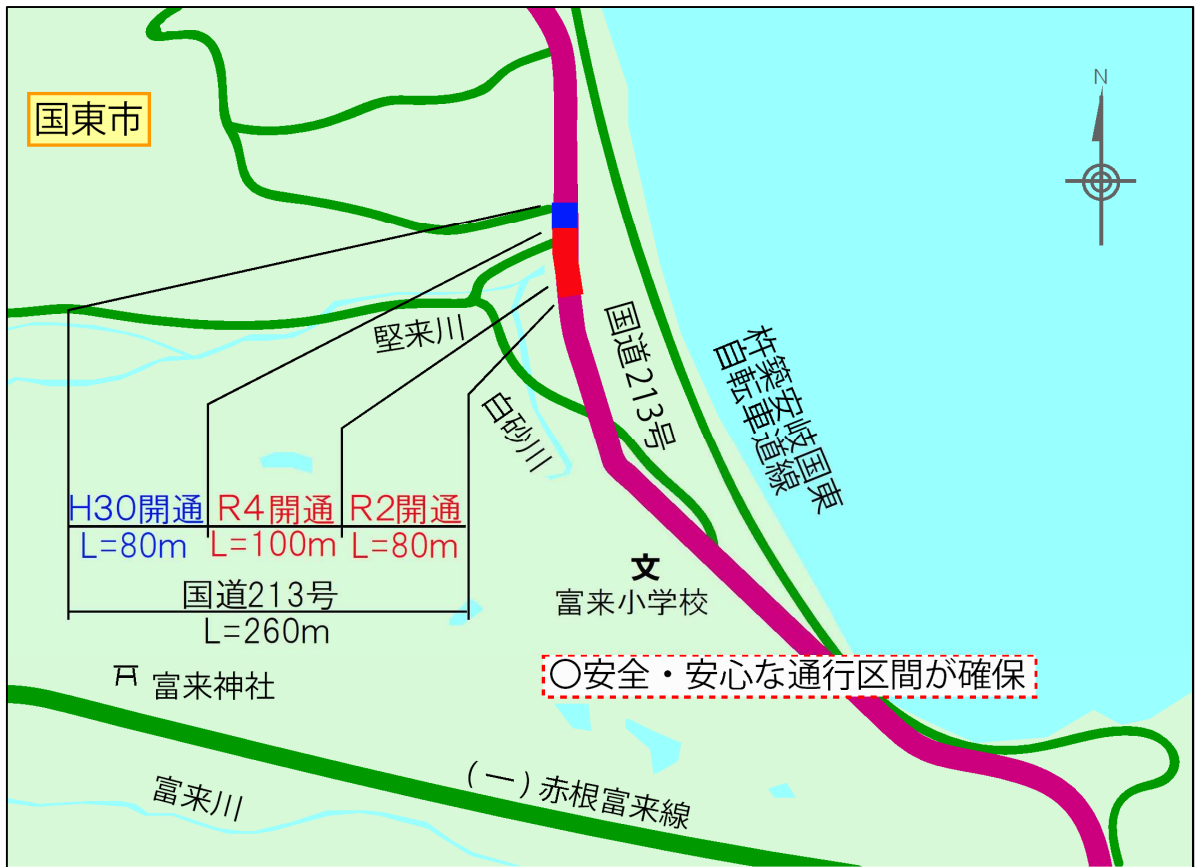 N
国東市
国道213号
杵築安岐国東
自転車道線
堅来川
白砂川
H30開通
R4開通
R2開通
L=80m
L=100m
L=80m
国道213号
L=260m
文
富来小学校
〇安全・安心な通行区間が確保
富来神社
(一)赤根富来線
富来川